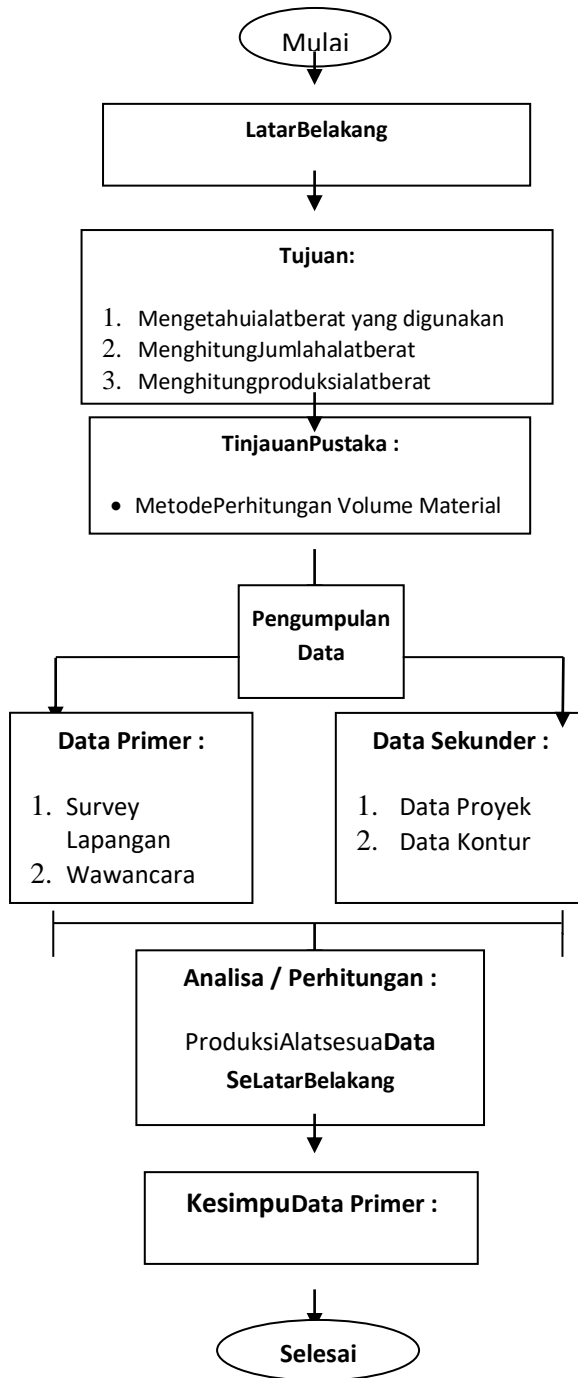 Mulai
LatarBelakang
Tujuan:
1. Mengetahuialatberat yang digunakan
2. MenghitungJumlahalatberat
3. Menghitungproduksialatberat
TinjauanPustaka :
• MetodePerhitungan Volume Material
Pengumpulan
Data
Data Primer :
1. Survey
Lapangan
2. Wawancara
Data Sekunder :
1. Data Proyek
2. Data Kontur
Analisa / Perhitungan :
ProduksiAlatsesuaData
SeLatarBelakang
KesimpuData Primer :
Selesai